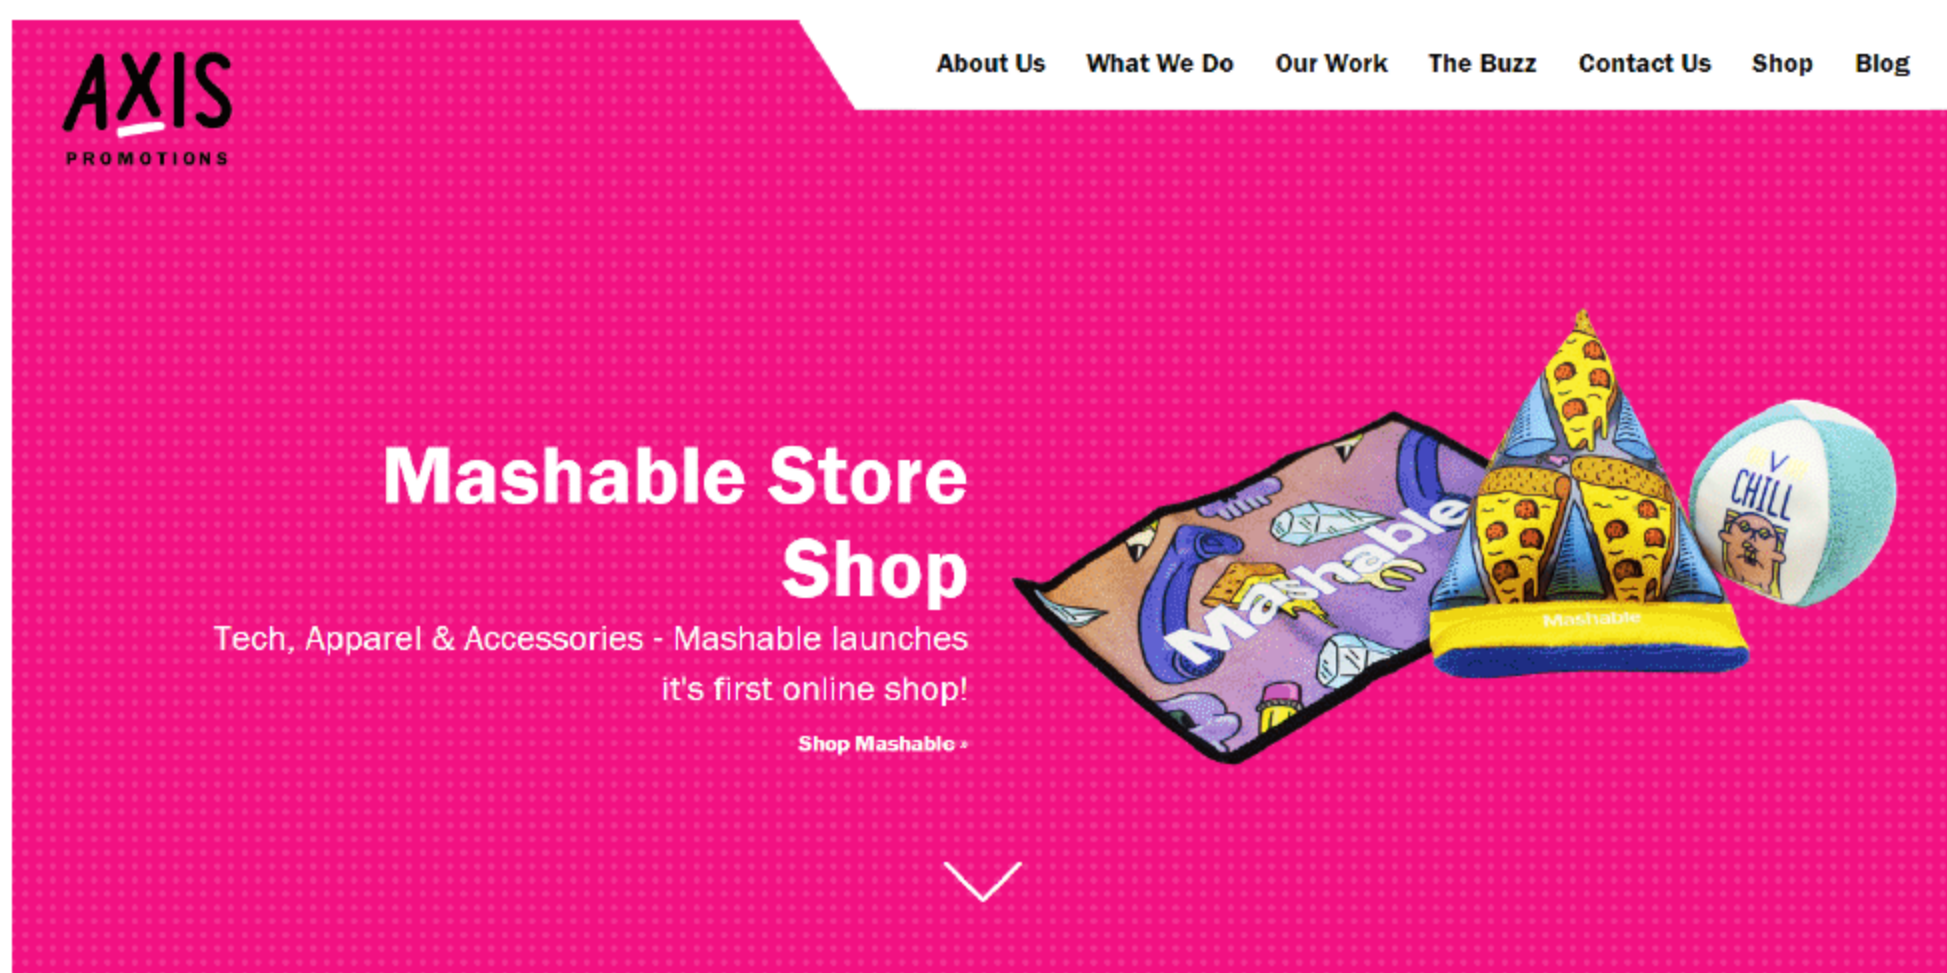 AXIS
PROMOTIONS
About Us What We Do Our Work The Buzz Contact Us Shop Blog
Mashable Store
Shop
Tech, Apparel & Accessories - Mashable launches
it's first online shop!
Shop Mashable »
Mashable
Mashable
CHILL